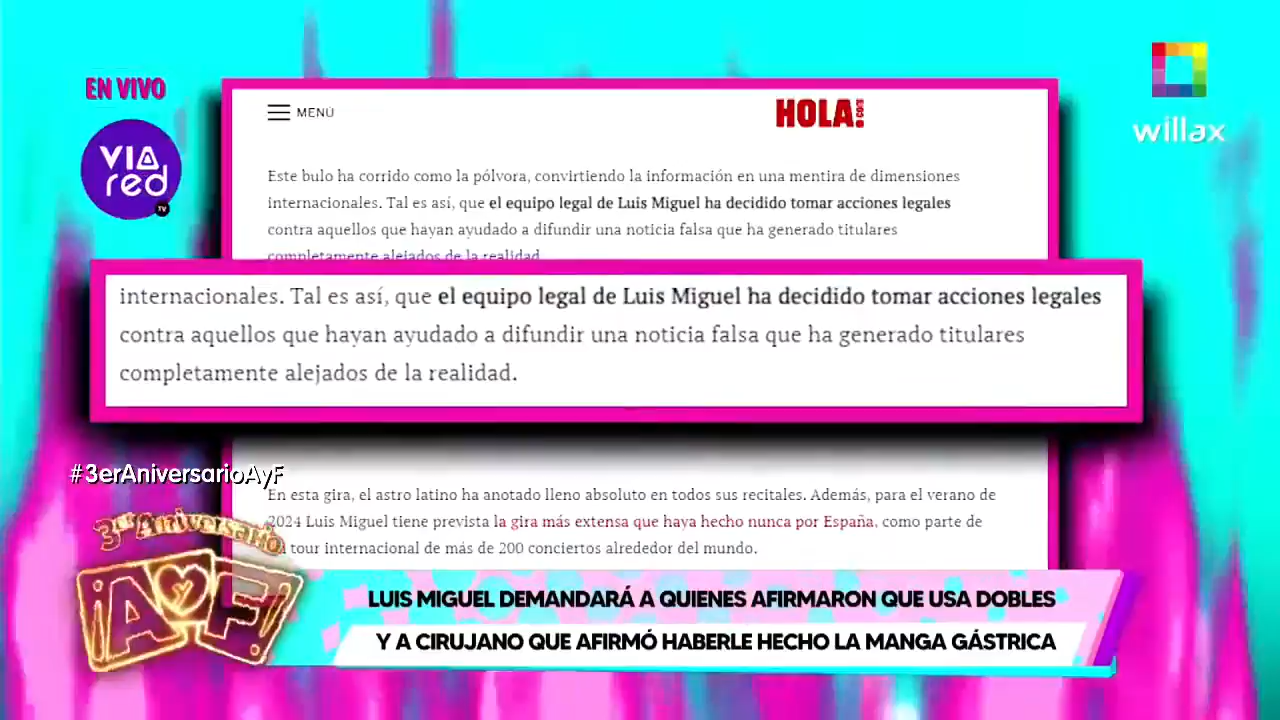 EN VIVO
VIA
red
TV
willax
MENÚ
HOLA!
.COM
Este bulo ha corrido como la pólvora, convirtiendo la información en una mentira de dimensiones
internacionales. Tal es así, que el equipo legal de Luis Miguel ha decidido tomar acciones legales
contra aquellos que hayan ayudado a difundir una noticia falsa que ha generado titulares
completamente alejados de la realidad.
internacionales. Tal es así, que el equipo legal de Luis Miguel ha decidido tomar acciones legales
contra aquellos que hayan ayudado a difundir una noticia falsa que ha generado titulares
completamente alejados de la realidad.
#3erAniversarioAyF
En esta gira, el astro latino ha anotado lleno absoluto en todos sus recitales. Además, para el verano de
2024 Luis Miguel tiene prevista la gira más extensa que haya hecho nunca por España, como parte de
tour internacional de más de 200 conciertos alrededor del mundo.
3er Aniversario
¡A F!
LUIS MIGUEL DEMANDARÁ A QUIENES AFIRMARON QUE USA DOBLES
Y A CIRUJANO QUE AFIRMÓ HABERLE HECHO LA MANGA GÁSTRICA